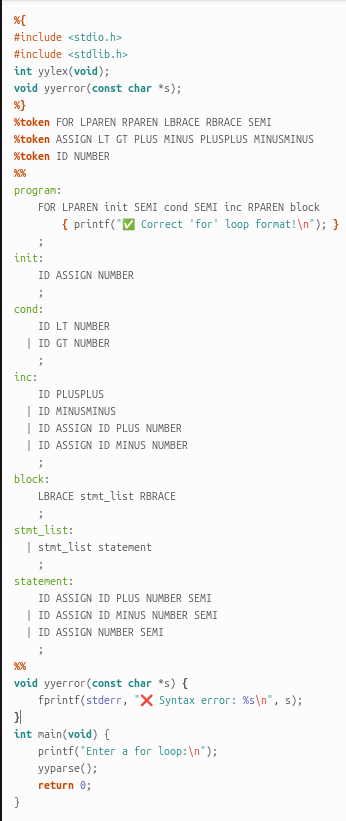 %{
#include <stdio.h>
#include <stdlib.h>
int yylex(void);
void yyerror(const char *s);
%}
%token FOR LPAREN RPAREN LBRACE RBRACE SEMI
%token ASSIGN LT GT PLUS MINUS PLUSPLUS MINUSMINUS
%token ID NUMBER
%%
program:
    FOR LPAREN init SEMI cond SEMI inc RPAREN block
        { printf("✅ Correct 'for' loop format!\n"); }
    ;
init:
    ID ASSIGN NUMBER
    ;
cond:
    ID LT NUMBER
  | ID GT NUMBER
    ;
inc:
    ID PLUSPLUS
  | ID MINUSMINUS
  | ID ASSIGN ID PLUS NUMBER
  | ID ASSIGN ID MINUS NUMBER
    ;
block:
    LBRACE stmt_list RBRACE
    ;
stmt_list:
  | stmt_list statement
    ;
statement:
    ID ASSIGN ID PLUS NUMBER SEMI
  | ID ASSIGN ID MINUS NUMBER SEMI
  | ID ASSIGN NUMBER SEMI
    ;
%%
void yyerror(const char *s) {
    fprintf(stderr, "❌ Syntax error: %s\n", s);
}
int main(void) {
    printf("Enter a for loop:\n");
    yyparse();
    return 0;
}